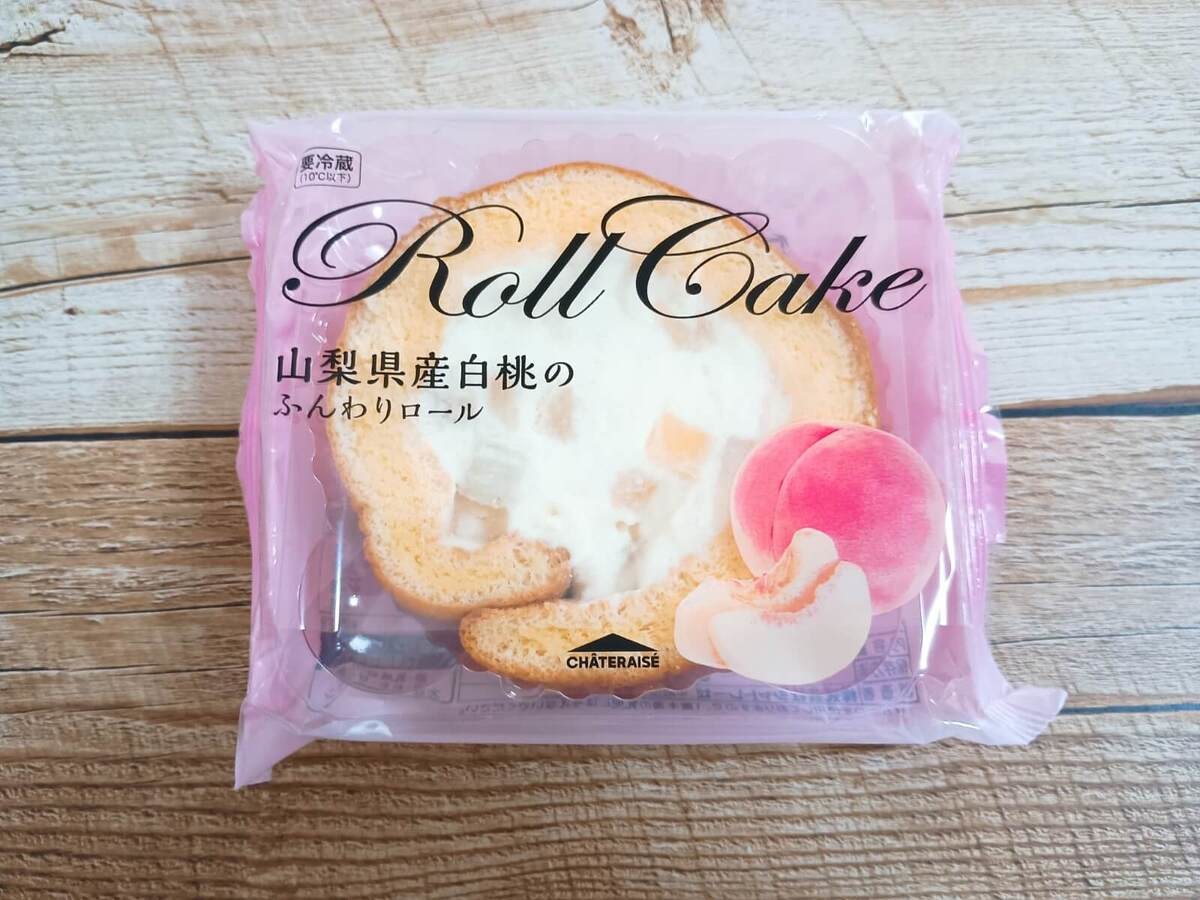 要冷蔵
(10℃以下)
Roll Cake
山梨県産白桃の
ふんわりロール
CHÂTERAISÉ